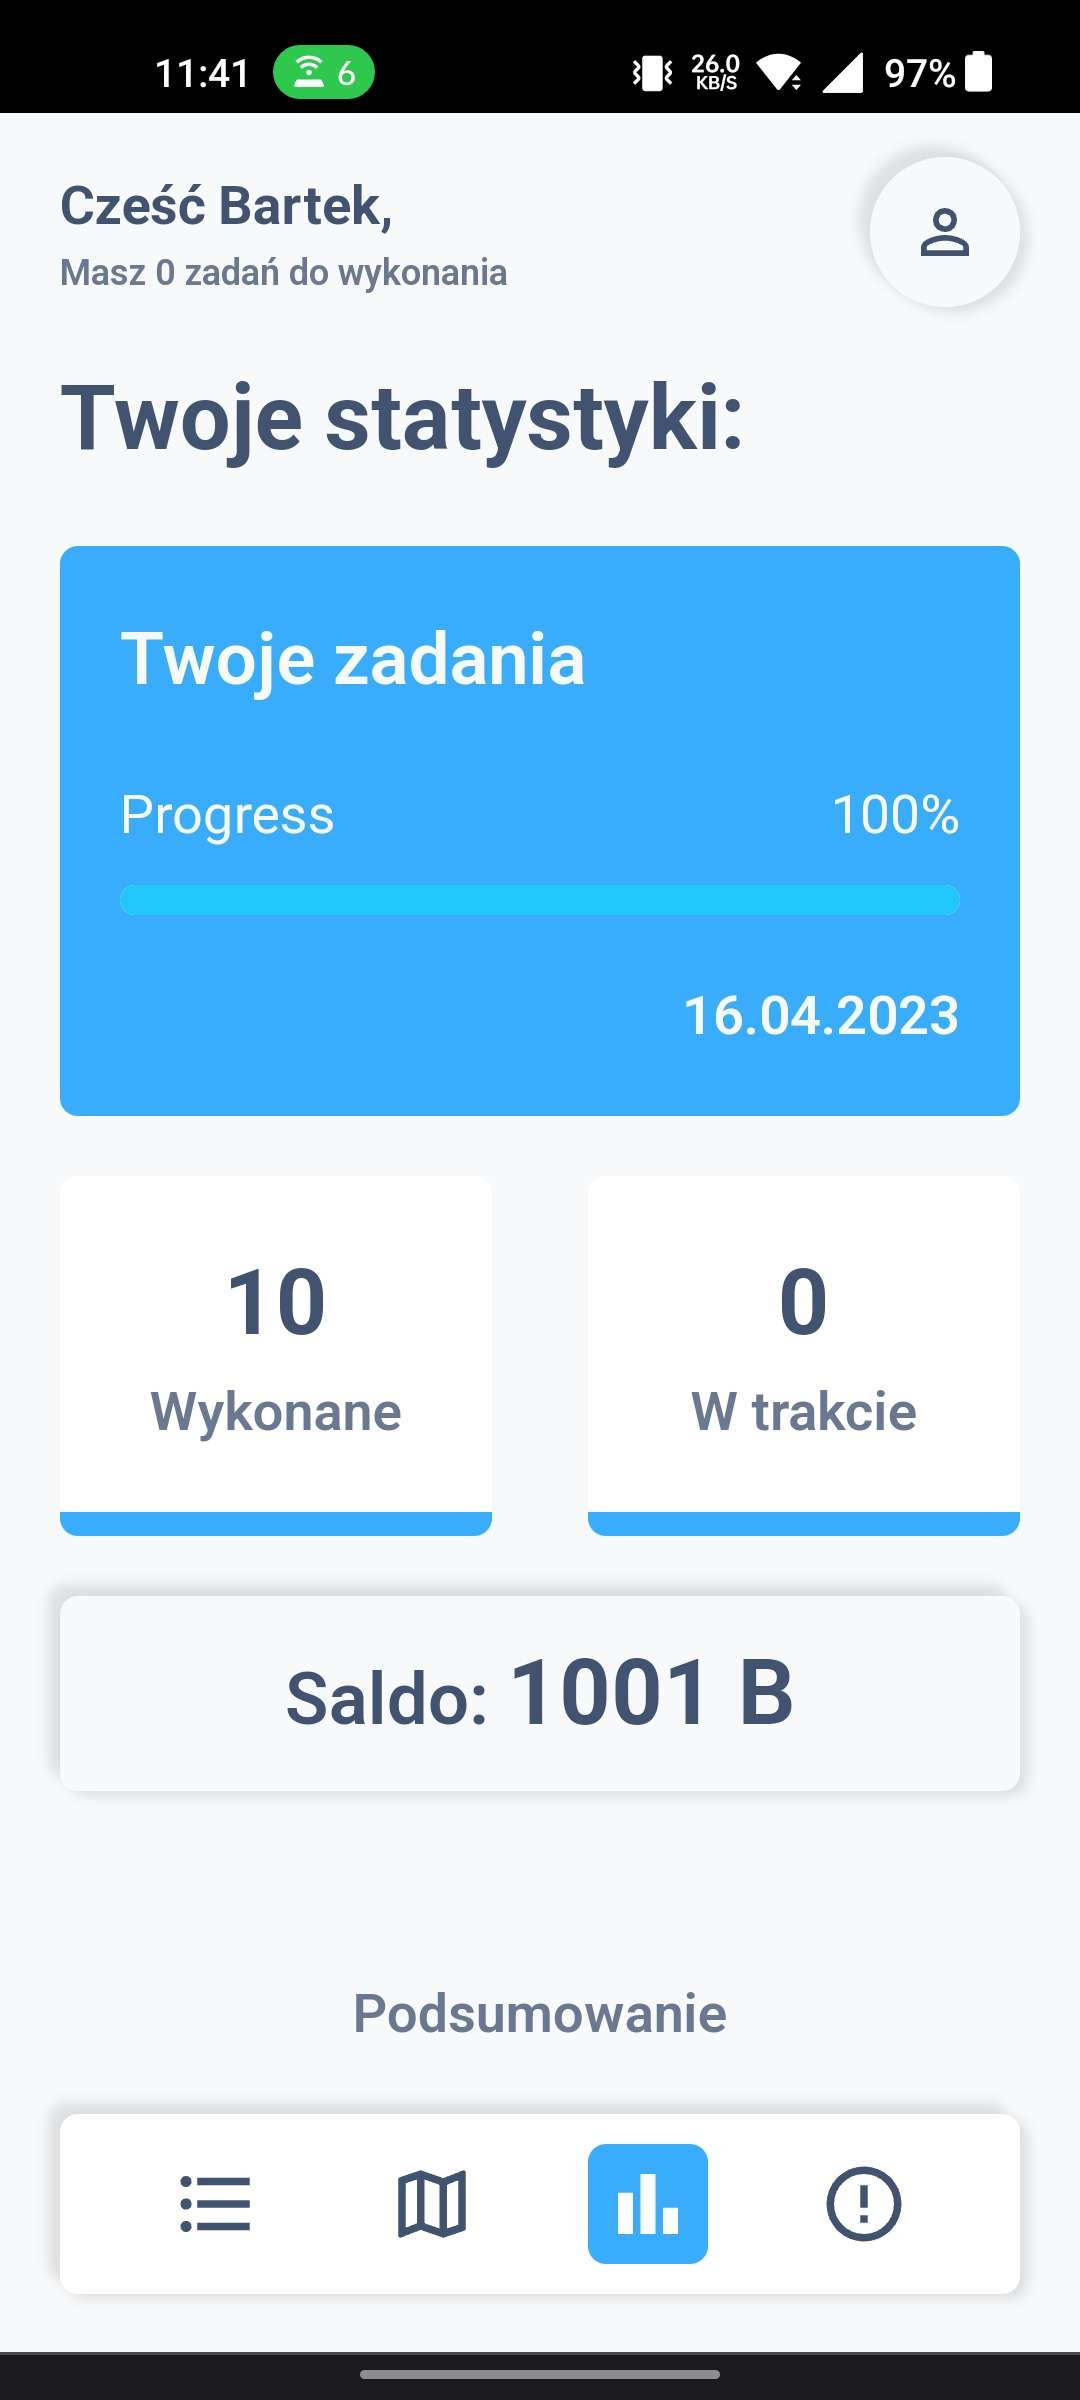 11:41 6 26.0 KB/S 97%
Cześć Bartek,
Masz 0 zadań do wykonania
Twoje statystyki:
Twoje zadania
Progress 100%
16.04.2023
10 0
Wykonane W trakcie
Saldo: 1001 B
Podsumowanie